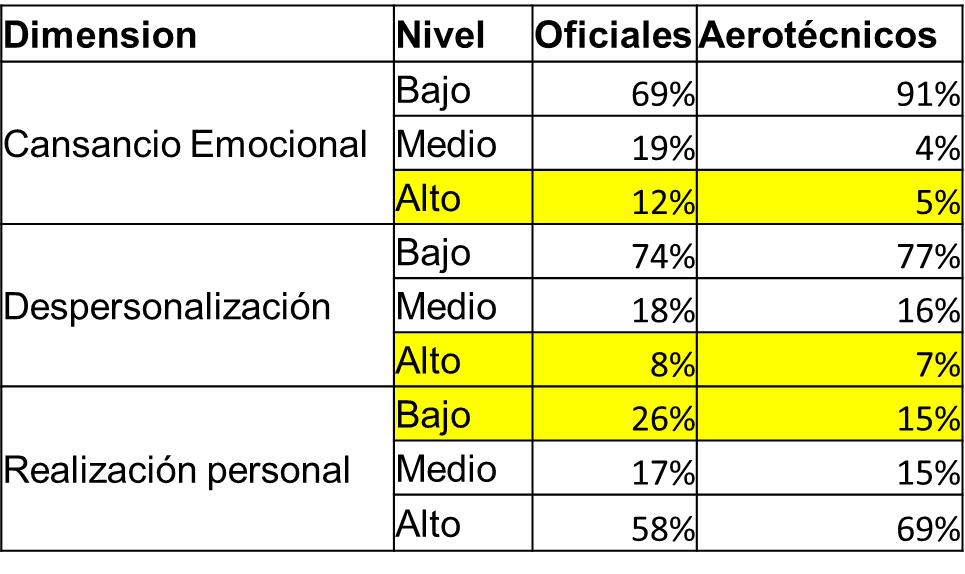 Dimension Nivel Oficiales Aerotécnicos
Cansancio Emocional Bajo 69% 91%
Medio 19% 4%
Alto 12% 5%
Despersonalización Bajo 74% 77%
Medio 18% 16%
Alto 8% 7%
Realización personal Bajo 26% 15%
Medio 17% 15%
Alto 58% 69%